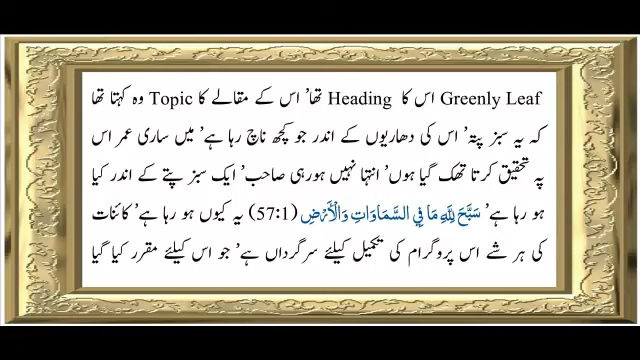 Greenly Leaf اس کا Heading تھا’ اس کے مقالے کا Topic وہ کہتا تھا
کہ یہ سبز پتہ’ اس کی دھاریوں کے اندر جو کچھ ناچ رہا ہے’ میں ساری عمر اس
پہ تحقیق کرتا تھک گیا ہوں’ انتہا نہیں ہورہی صاحب’ ایک سبز پتے کے اندر کیا
ہو رہا ہے’ سَبَّحَ لِلَّهِ مَا فِي السَّمَاوَاتِ وَالْأَرْضِ (57:1) یہ کیوں ہو رہا ہے’ کائنات
کی ہر شے اس پروگرام کی تکمیل کیلئے سرگرداں ہے’ جو اس کیلئے مقرر کیا گیا